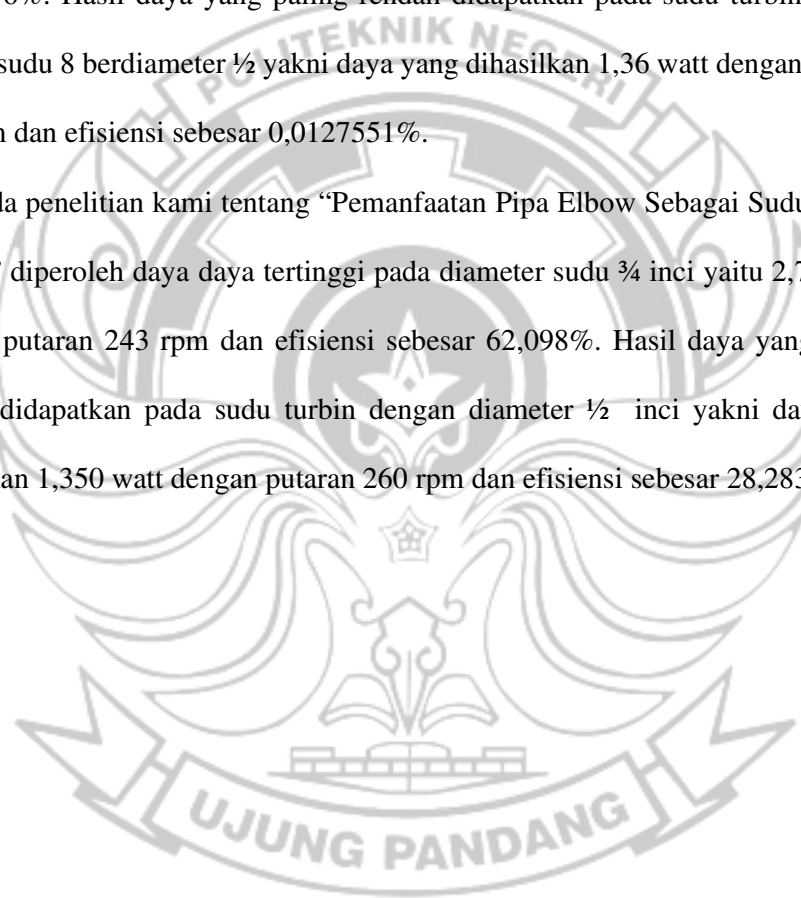 6%. Hasil daya yang paling rendah didapatkan pada sudu turbin
sudu 8 berdiameter ½ yakni daya yang dihasilkan 1,36 watt dengan
dan efisiensi sebesar 0,0127551%.
penelitian kami tentang “Pemanfaatan Pipa Elbow Sebagai Sudu
diperoleh daya daya tertinggi pada diameter sudu ¾ inci yaitu 2,7
putaran 243 rpm dan efisiensi sebesar 62,098%. Hasil daya yang
didapatkan pada sudu turbin dengan diameter ½ inci yakni da
an 1,350 watt dengan putaran 260 rpm dan efisiensi sebesar 28,283
POLITEKNIK NEGERI
UJUNG PANDANG